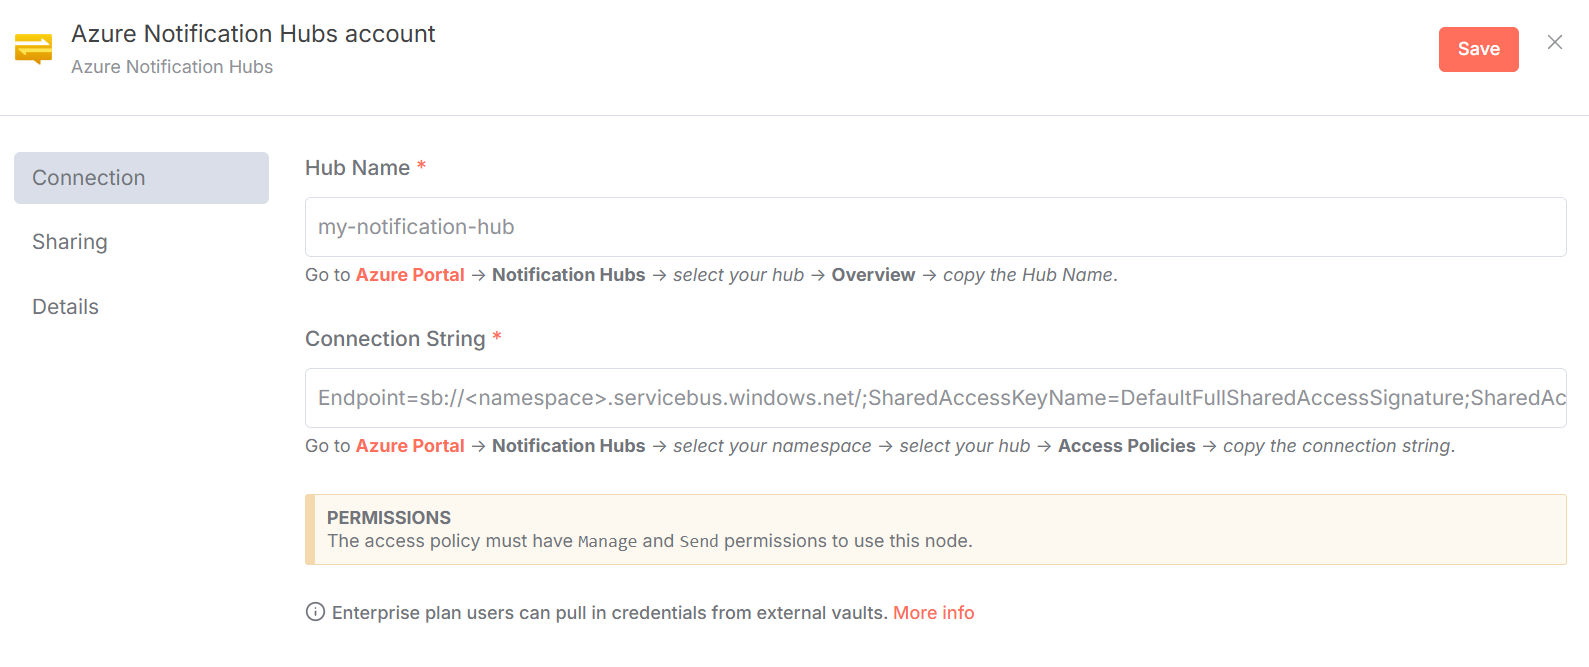 Azure Notification Hubs account
Azure Notification Hubs
Save
Connection
Sharing
Details
Hub Name *
my-notification-hub
Go to Azure Portal → Notification Hubs → select your hub → Overview → copy the Hub Name.
Connection String *
Endpoint=sb://<namespace>.servicebus.windows.net/;SharedAccessKeyName=DefaultFullSharedAccessSignature;SharedAc
Go to Azure Portal → Notification Hubs → select your namespace → select your hub → Access Policies → copy the connection string.
PERMISSIONS
The access policy must have Manage and Send permissions to use this node.
Enterprise plan users can pull in credentials from external vaults. More info